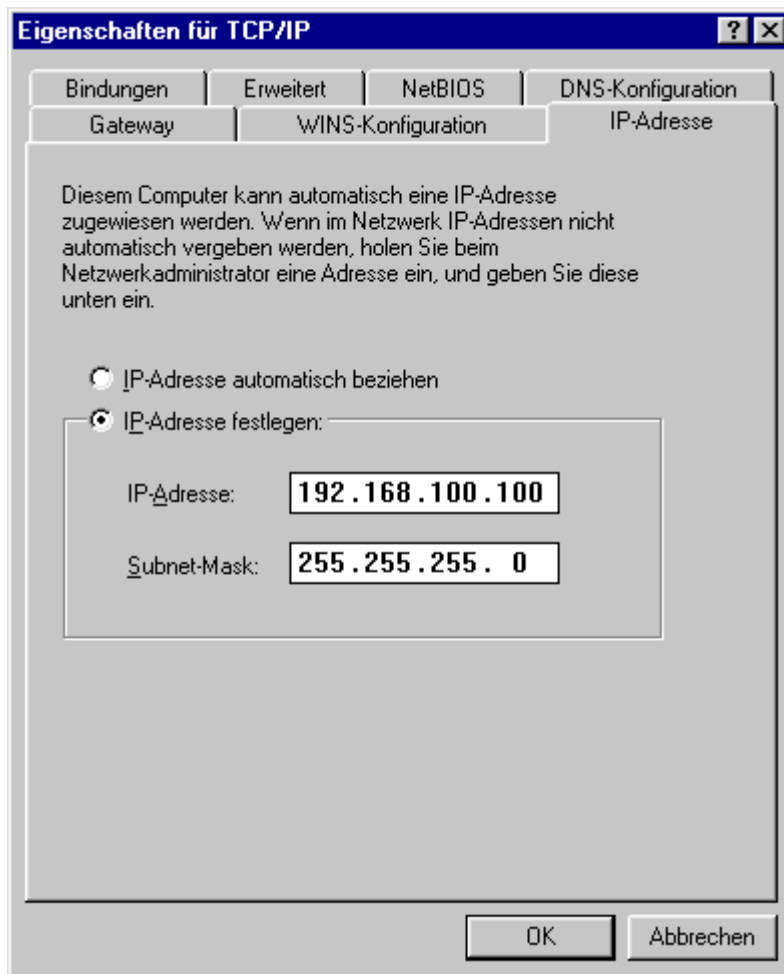 Eigenschaften für TCP/IP
Bindungen Erweitert NetBIOS DNS-Konfiguration
Gateway WINS-Konfiguration IP-Adresse
Diesem Computer kann automatisch eine IP-Adresse
zugewiesen werden. Wenn im Netzwerk IP-Adressen nicht
automatisch vergeben werden, holen Sie beim
Netzwerkadministrator eine Adresse ein, und geben Sie diese
unten ein.
IP-Adresse automatisch beziehen
IP-Adresse festlegen:
IP-Adresse: 192.168.100.100
Subnet-Mask: 255.255.255. 0
OK Abbrechen